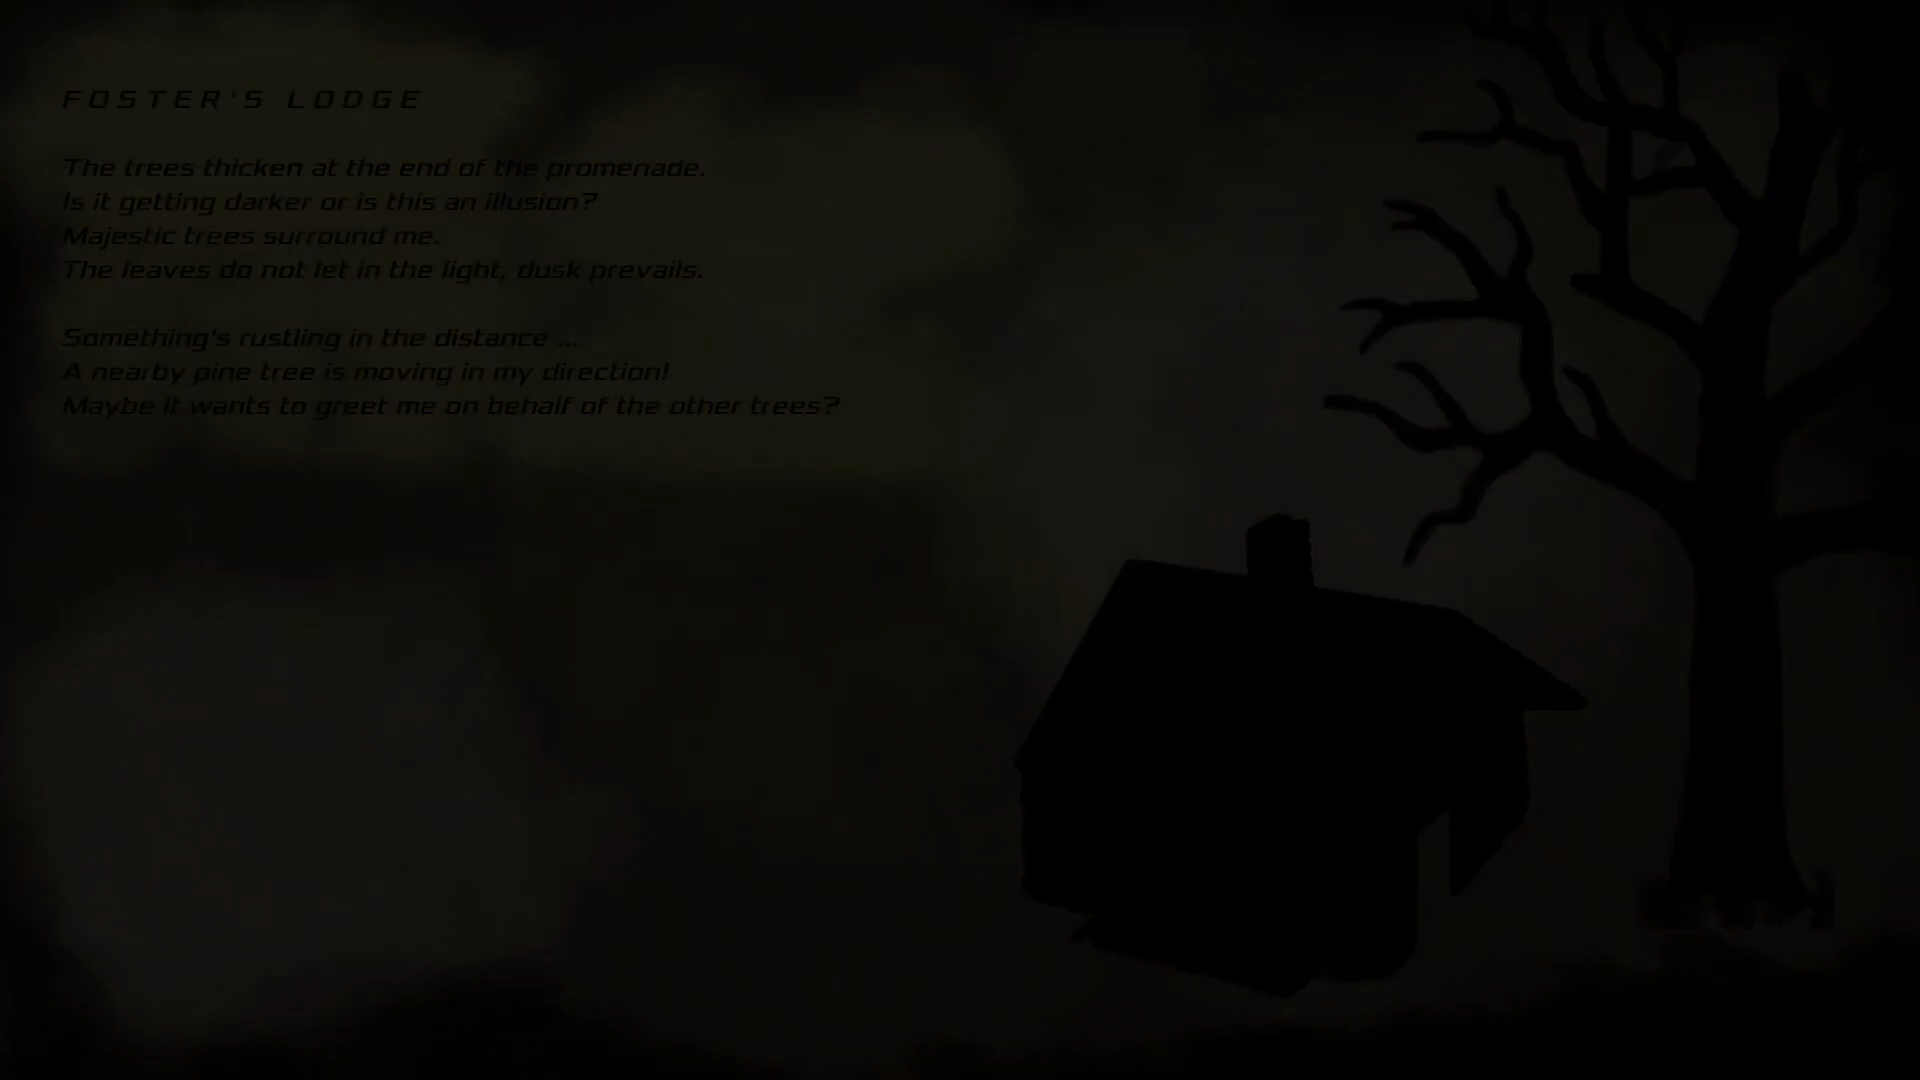 FOSTER'S LODGE
The trees thicken at the end of the promenade.
Is it getting darker or is this an illusion?
Majestic trees surround me.
The leaves do not let in the light, dusk prevails.
Something's rustling in the distance ...
A nearby pine tree is moving in my direction!
Maybe it wants to greet me on behalf of the other trees?